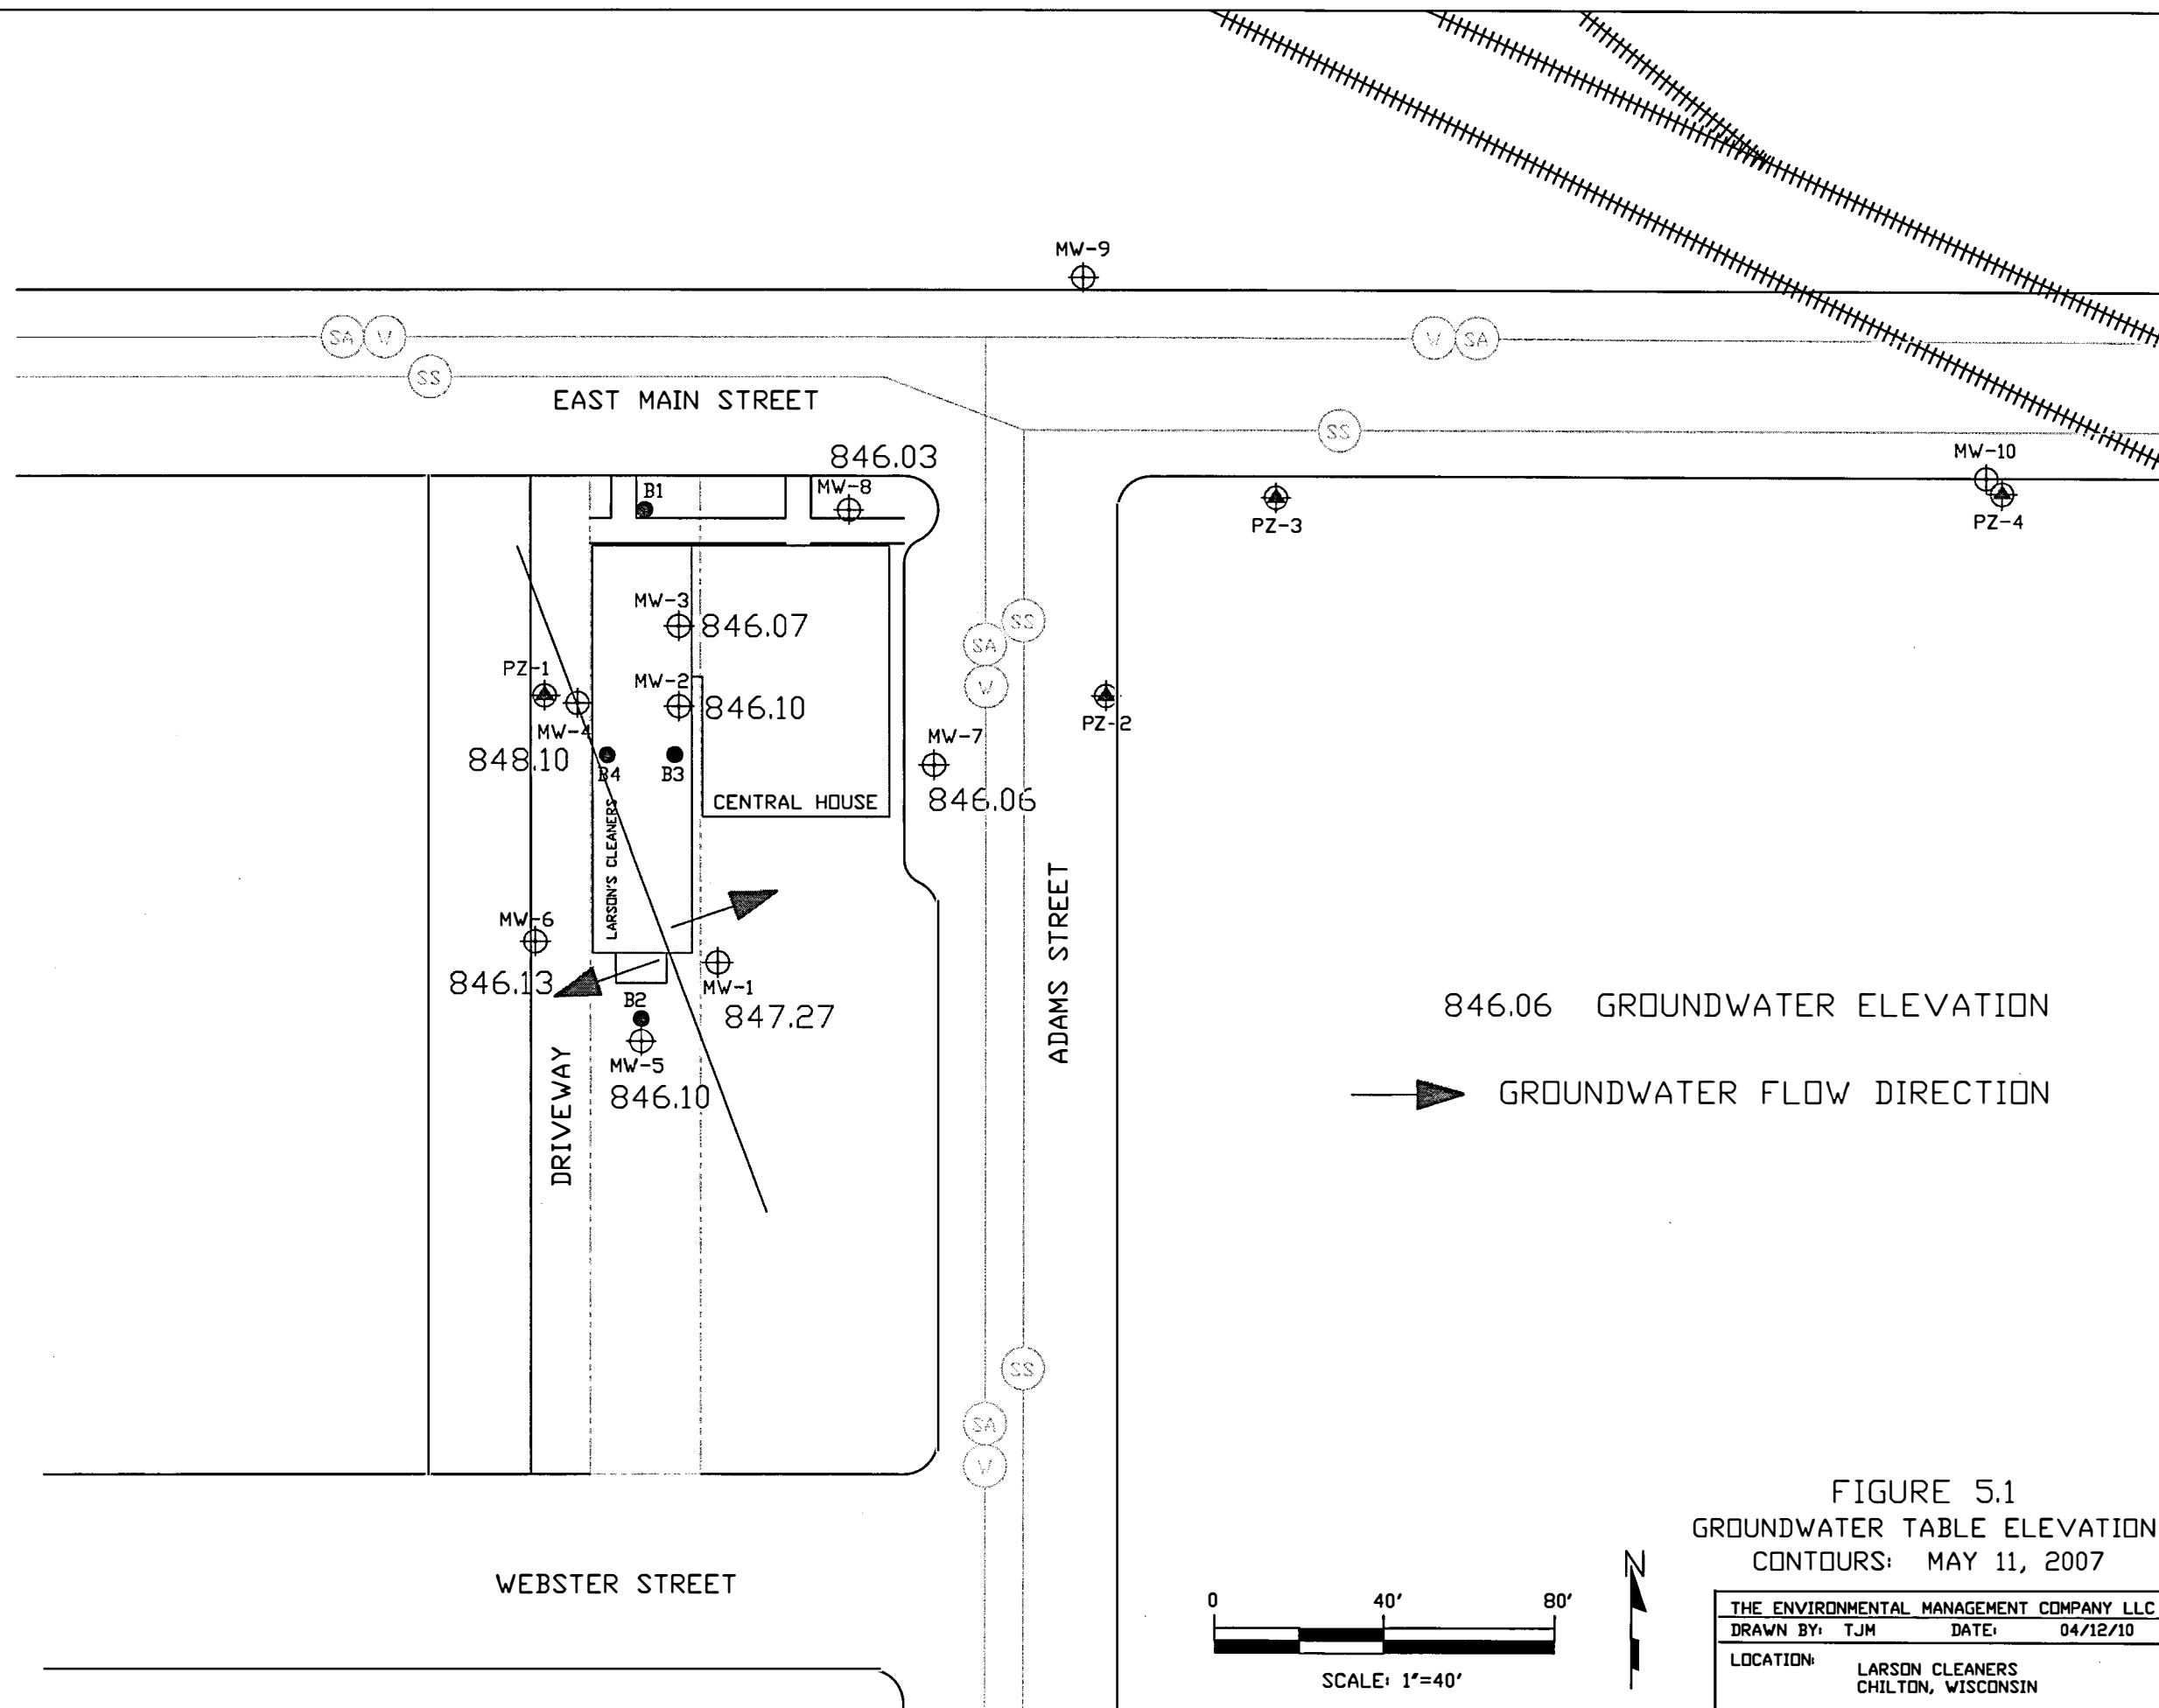 MW-9
SA
W
SS
EAST MAIN STREET
W
SA
SS
846.03
MW-8
B1
MW-10
PZ-3
PZ-4
MW-3
846.07
SS
SA
W
PZ-1
MW-2
846.10
MW-4
848.10
B4
B3
MW-7
846.06
PZ-2
CENTRAL HOUSE
LARSON'S CLEANERS
ADAMS STREET
MW-6
846.13
MW-1
847.27
B2
MW-5
846.10
DRIVEWAY
846.06 GROUNDWATER ELEVATION
GROUNDWATER FLOW DIRECTION
SS
SA
W
WEBSTER STREET
FIGURE 5.1
GROUNDWATER TABLE ELEVATION
CONTOURS: MAY 11, 2007
N
0 40' 80'
SCALE: 1"=40'
THE ENVIRONMENTAL MANAGEMENT COMPANY LLC
DRAWN BY: TJM DATE: 04/12/10
LOCATION: LARSON CLEANERS
CHILTON, WISCONSIN